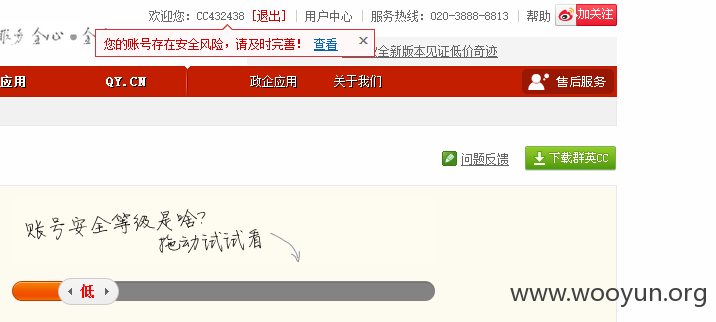 欢迎您：CC432438 [退出] | 用户中心 | 服务热线：020-3888-6813 | 帮助 加关注
全心·全
您的账号存在安全风险，请及时完善！ 查看 ×
全新版本见证低价奇迹
应用 QY.CN 政企应用 关于我们 售后服务
问题反馈 下载群英CC
账号安全等级是啥？
拖动试试看
低
www.wooyun.org